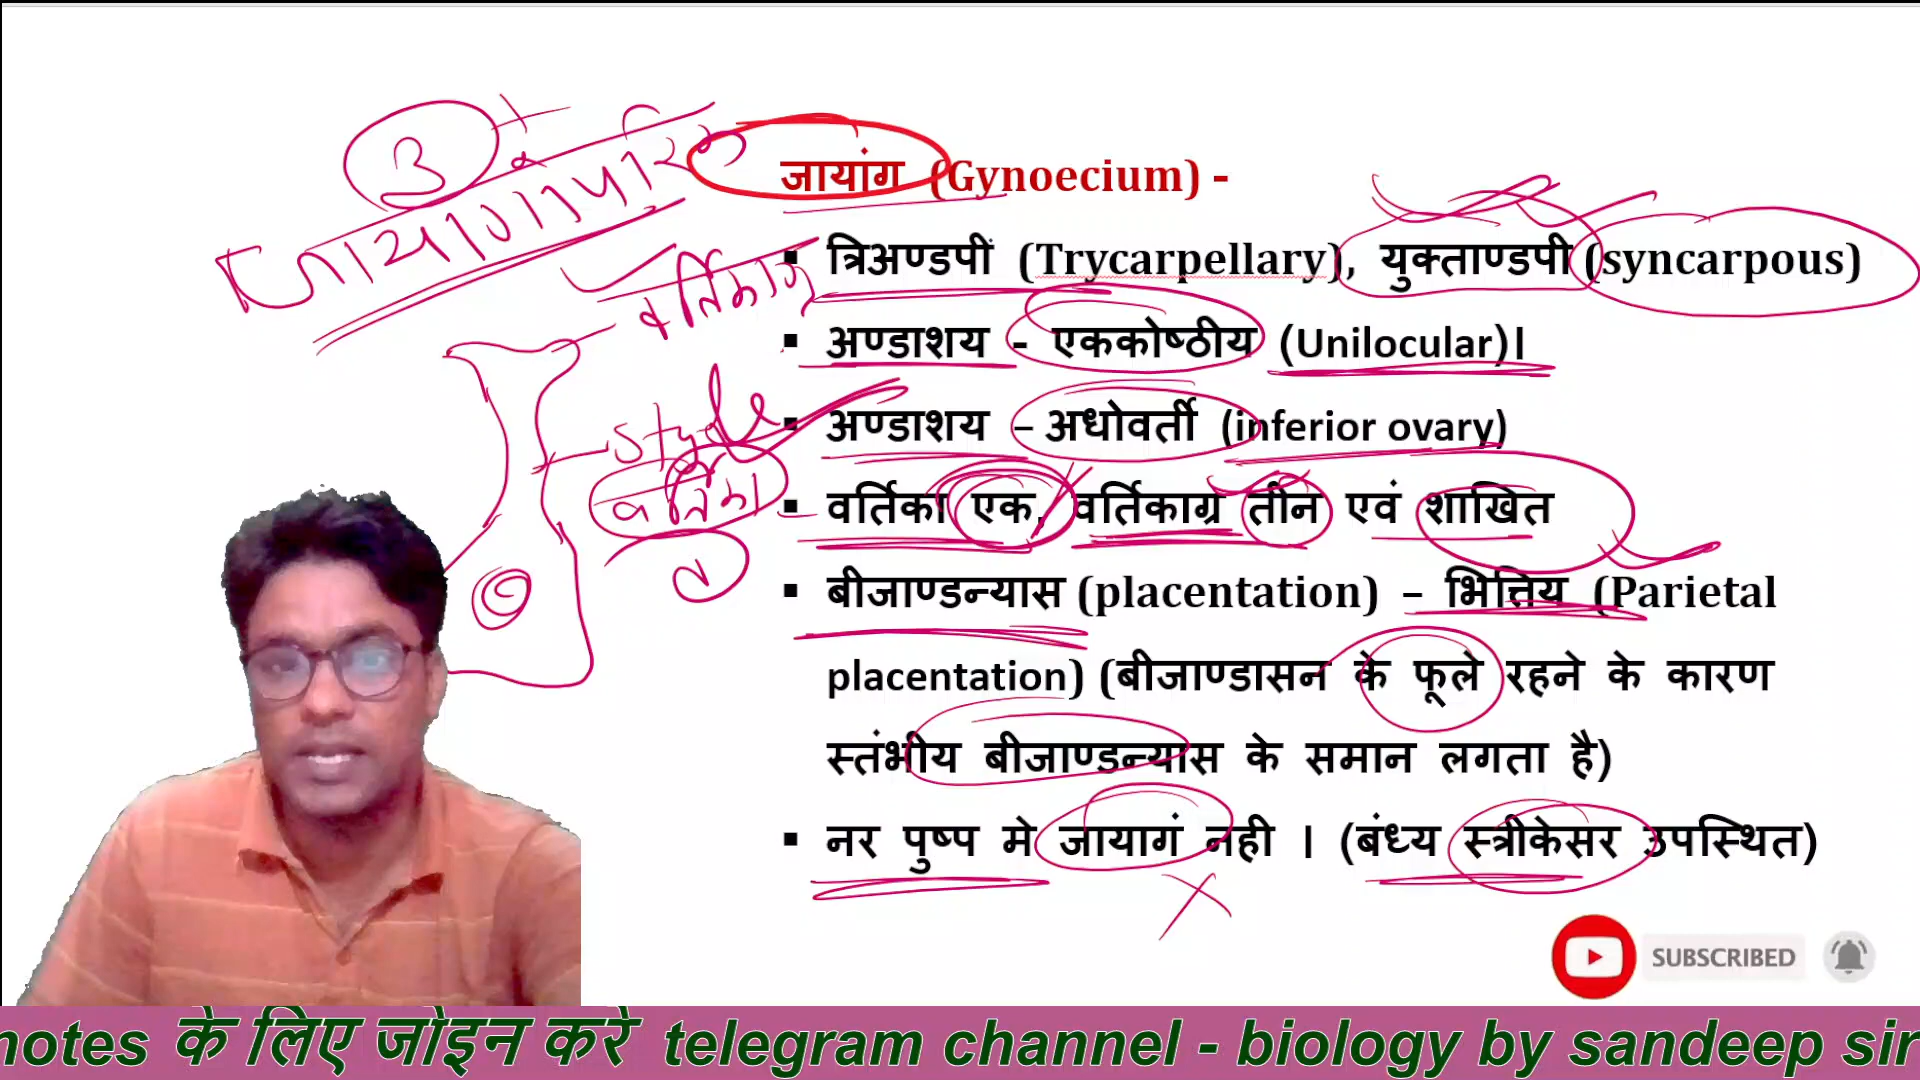 जायांग (Gynoecium) -
▪ त्रिअण्डपी (Trycarpellary), युक्ताण्डपी (syncarpous)
▪ अण्डाशय - एककोष्ठीय (Unilocular)।
▪ अण्डाशय – अधोवर्ती (inferior ovary)
▪ वर्तिका एक, वर्तिकाग्र तीन एवं शाखित
▪ बीजाण्डन्यास (placentation) – भित्तिय (Parietal
placentation) (बीजाण्डासन के फूले रहने के कारण
स्तंभीय बीजाण्डन्यास के समान लगता है)
▪ नर पुष्प मे जायागं नही । (बंध्य स्त्रीकेसर उपस्थित)
3
वर्तिकाग्र
style
वर्तिका
SUBSCRIBED
notes के लिए जोइन करे telegram channel - biology by sandeep sir